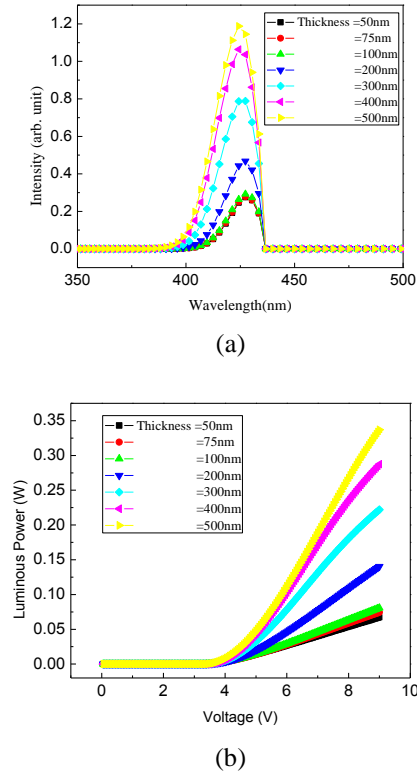 1.2
1.0
0.8
0.6
0.4
0.2
0.0
Intensity (arb. unit)
Thickness =50nm
=75nm
=100nm
=200nm
=300nm
=400nm
=500nm
350 400 450 500
Wavelength(nm)
(a)
0.35
0.30
0.25
0.20
0.15
0.10
0.05
0.00
Luminous Power (W)
Thickness =50nm
=75nm
=100nm
=200nm
=300nm
=400nm
=500nm
0 2 4 6 8 10
Voltage (V)
(b)